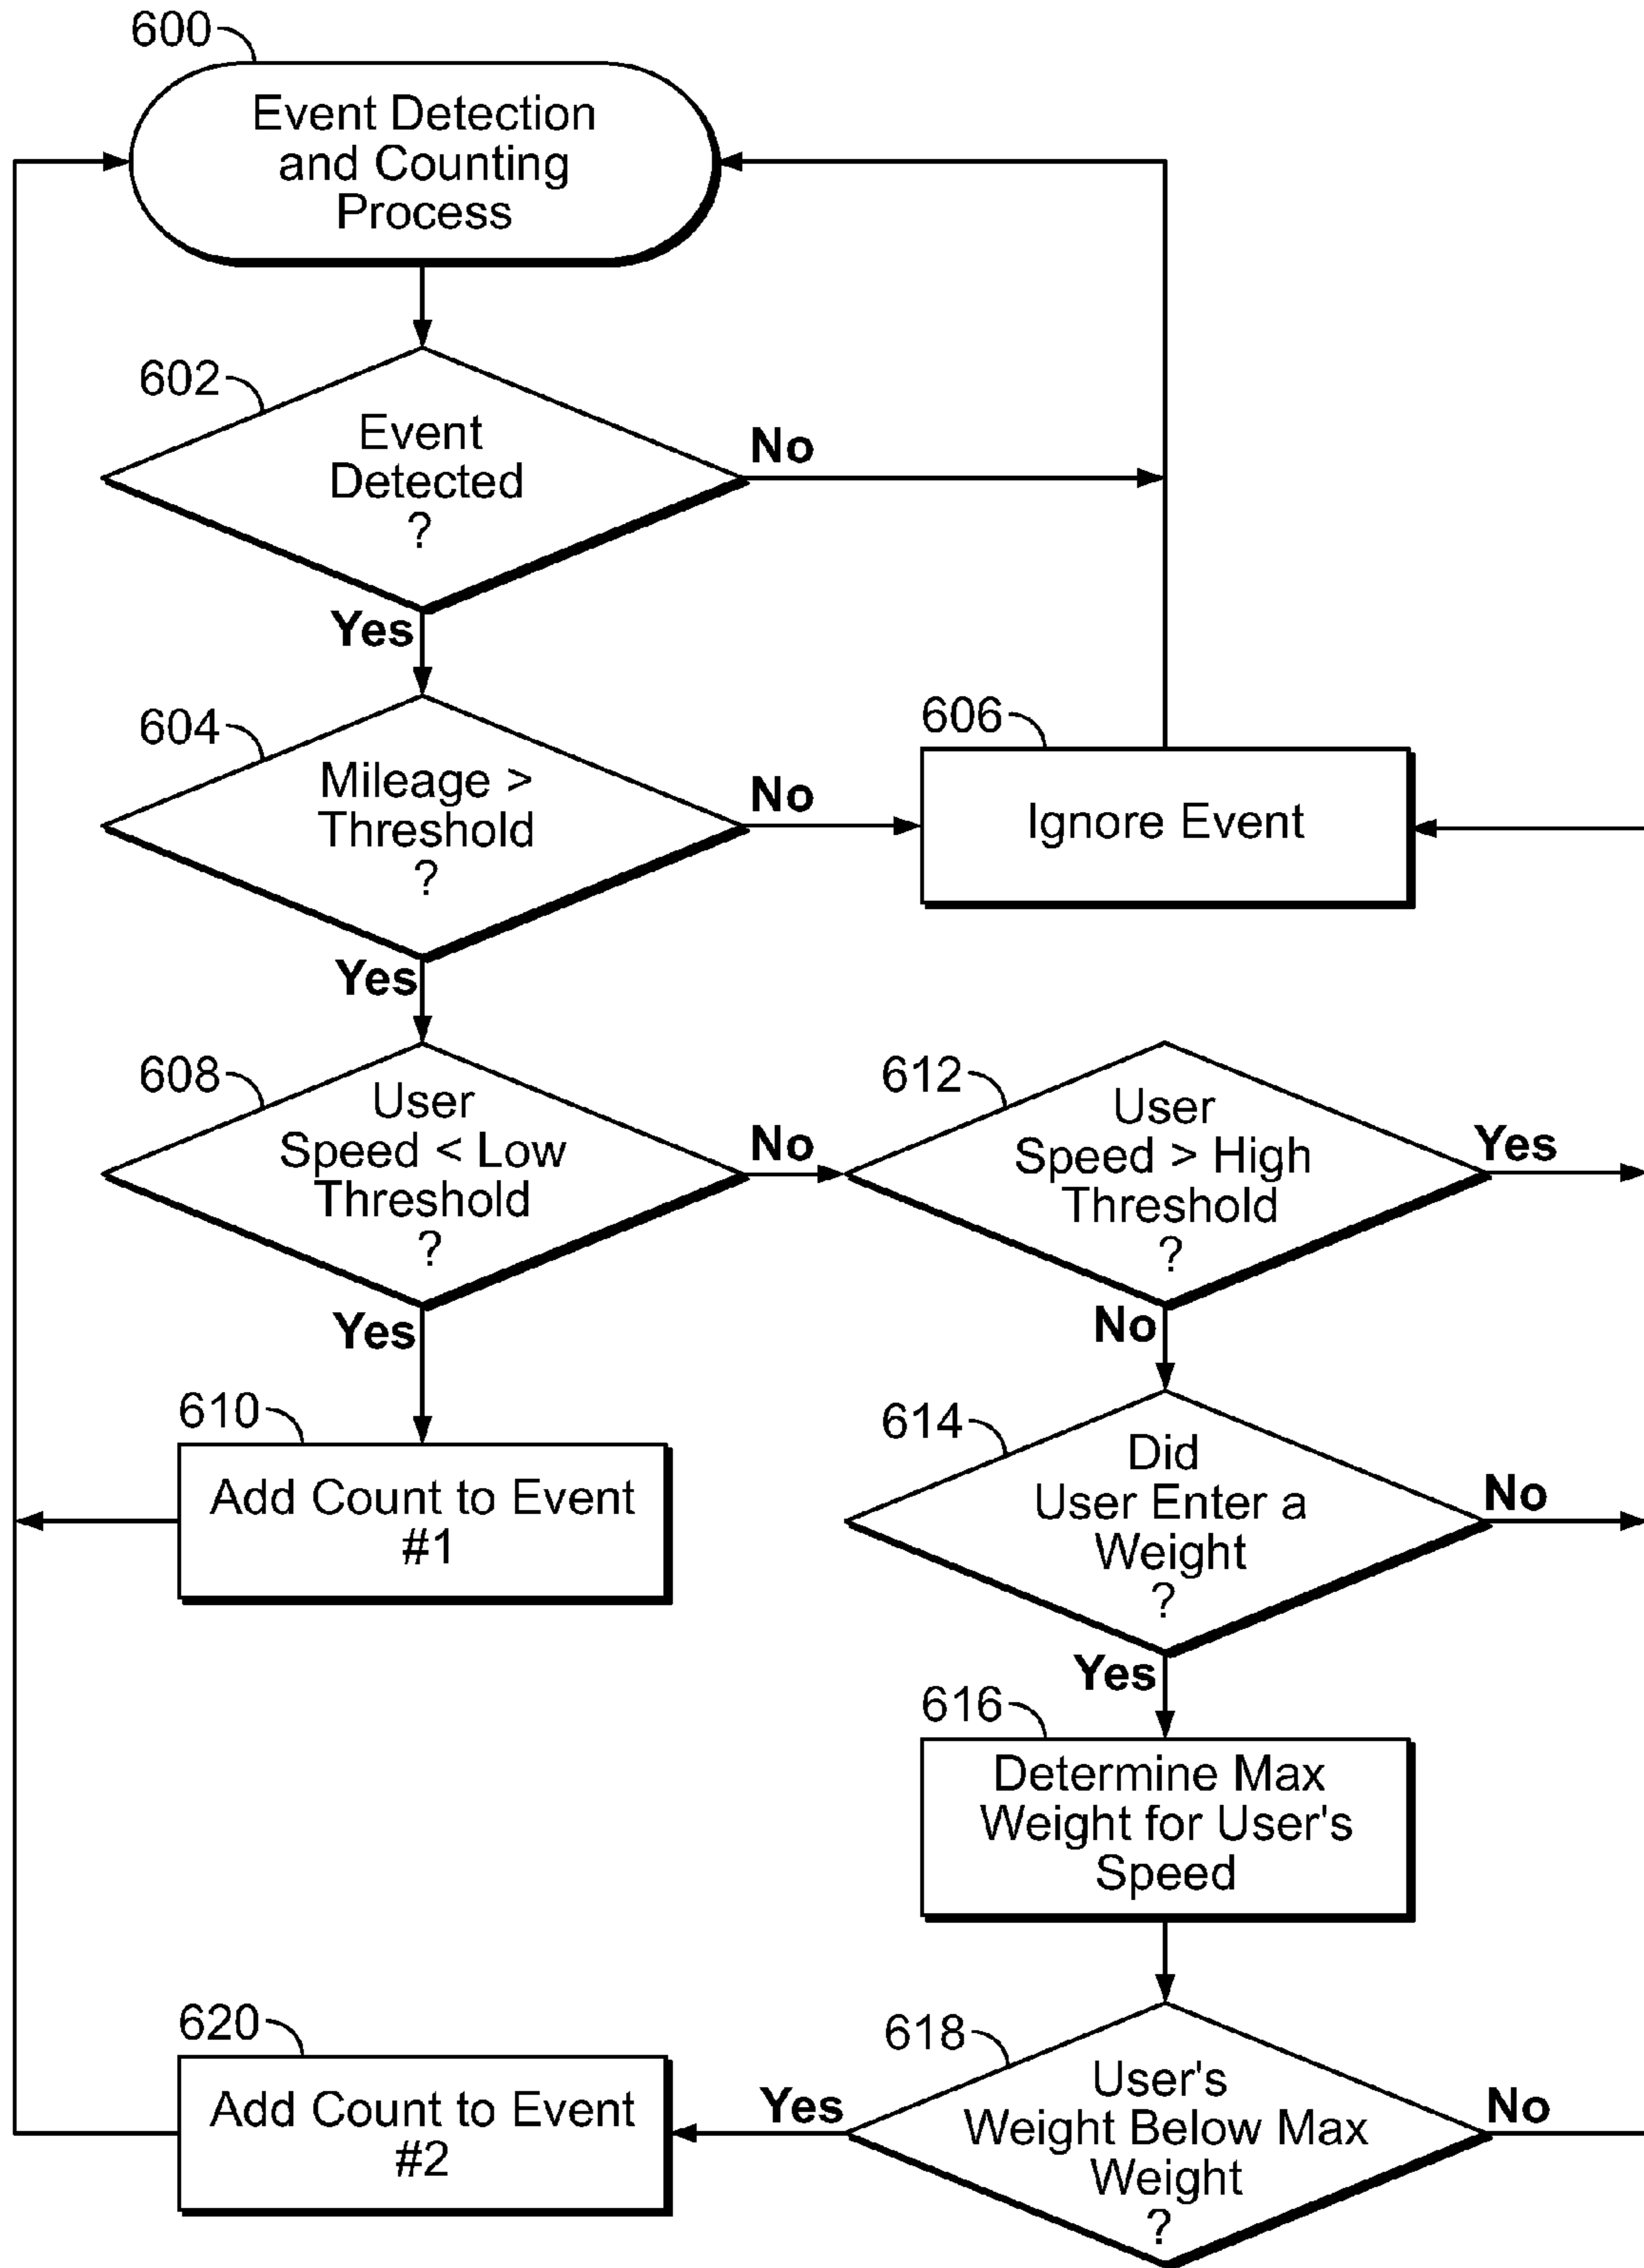 600
Event Detection
and Counting
Process
602
Event
Detected
?
No
Yes
604
Mileage >
Threshold
?
No
606
Ignore Event
Yes
608
User
Speed < Low
Threshold
?
No
612
User
Speed > High
Threshold
?
Yes
Yes
No
610
Add Count to Event
#1
614
Did
User Enter a
Weight
?
No
Yes
616
Determine Max
Weight for User's
Speed
620
Add Count to Event
#2
Yes
618
User's
Weight Below Max
Weight
?
No